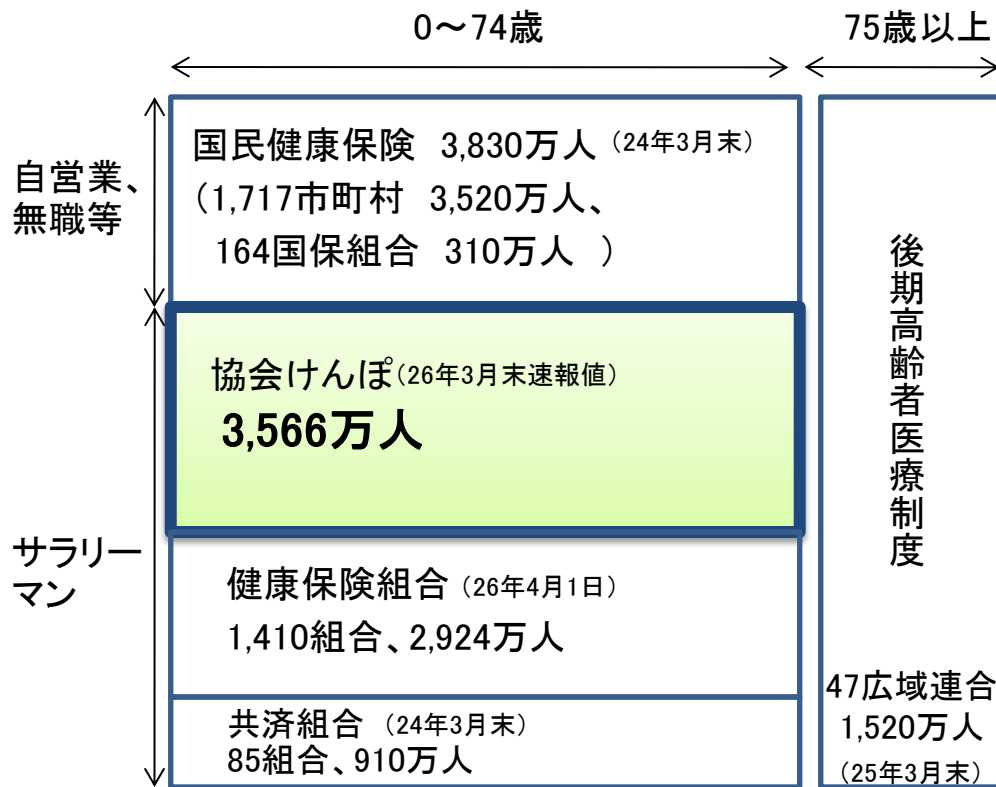 0～74歳
75歳以上
自営業、
無職等
国民健康保険 3,830万人 (24年3月末)
(1,717市町村 3,520万人、
164国保組合 310万人 )
協会けんぽ(26年3月末速報値)
3,566万人
サラリー
マン
健康保険組合 (26年4月1日)
1,410組合、2,924万人
共済組合 (24年3月末)
85組合、910万人
後期高齢者医療制度
47広域連合
1,520万人
(25年3月末)